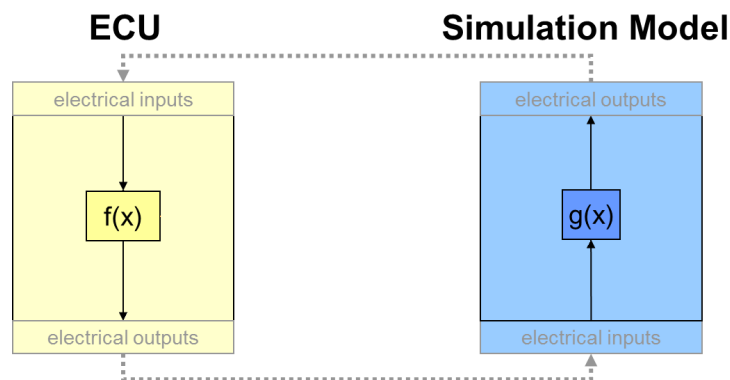 ECU
Simulation Model
electrical inputs
electrical outputs
f(x)
g(x)
electrical outputs
electrical inputs